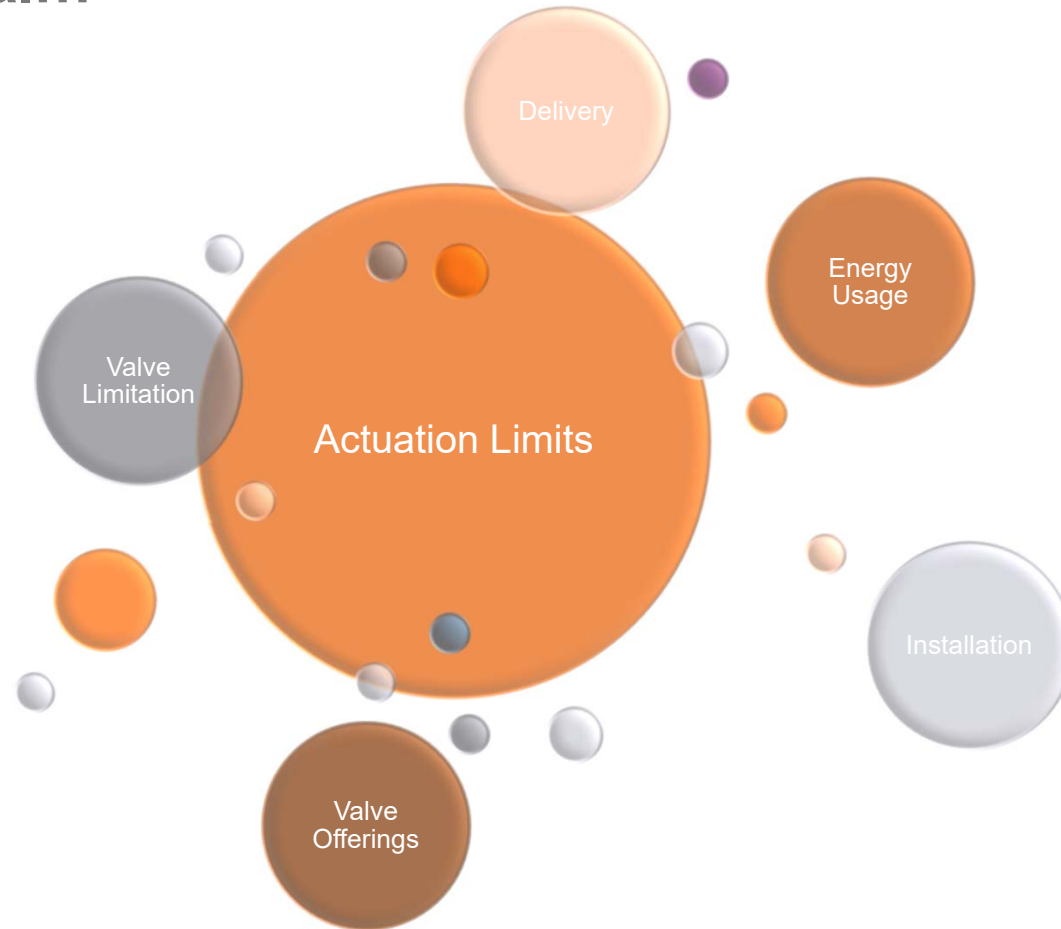 Delivery
Energy
Usage
Valve
Limitation
Actuation Limits
Installation
Valve
Offerings